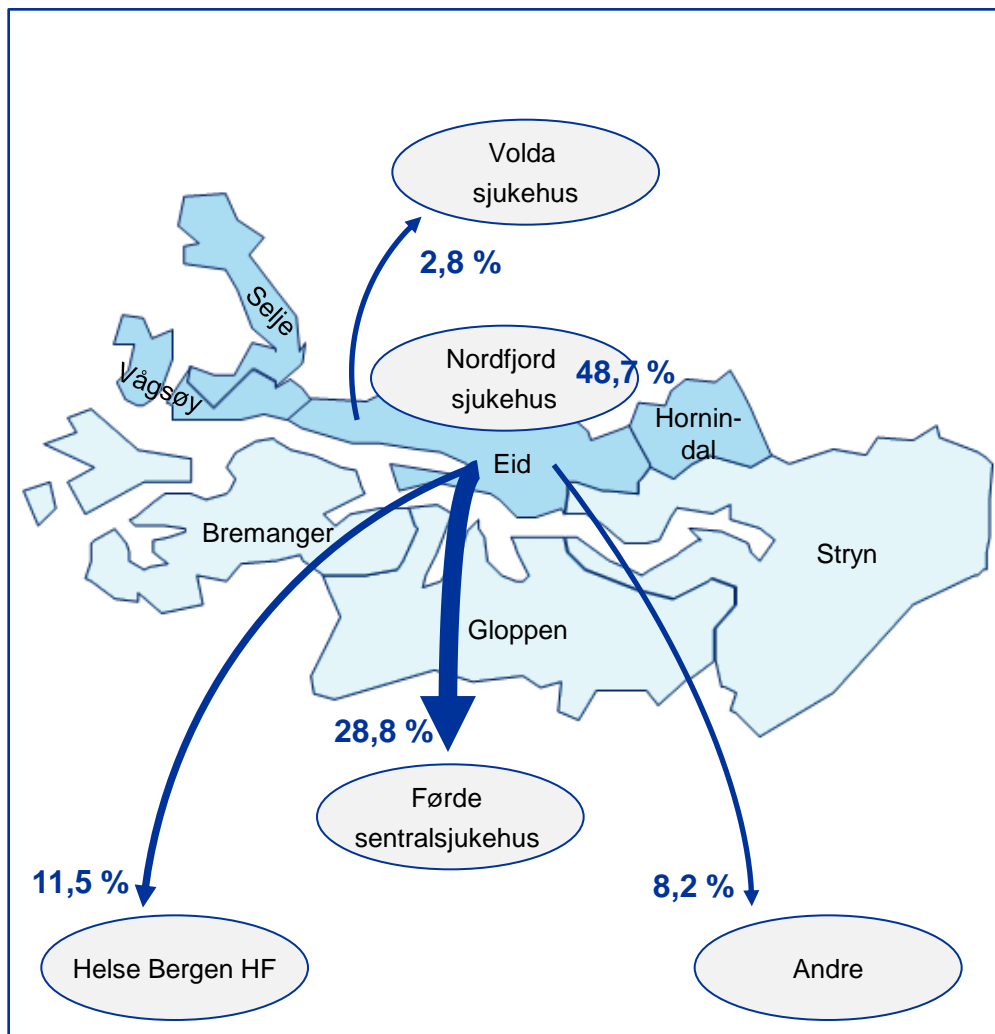 Volda
sjukehus
2,8 %
Selje
Vågsøy
Nordfjord
sjukehus
48,7 %
Hornin-
dal
Eid
Bremanger
Stryn
Gloppen
28,8 %
Førde
sentralsjukehus
11,5 %
8,2 %
Helse Bergen HF
Andre